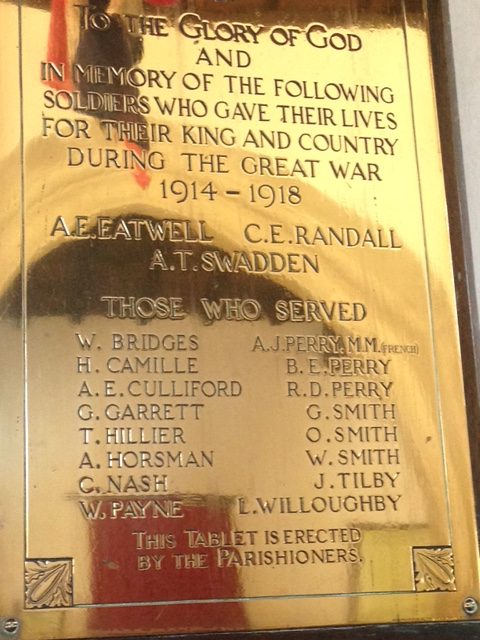 To the Glory of God
AND
IN MEMORY OF THE FOLLOWING
SOLDIERS WHO GAVE THEIR LIVES
FOR THEIR KING AND COUNTRY
DURING THE GREAT WAR
1914 – 1918
A.E. EATWELL C.E. RANDALL
A.T. SWADDEN
THOSE WHO SERVED
W. BRIDGES A.J. PERRY. M.M. (FRENCH)
H. CAMILLE B.E. PERRY
A.E. CULLIFORD R.D. PERRY
G. GARRETT G. SMITH
T. HILLIER O. SMITH
A. HORSMAN W. SMITH
C. NASH J. TILBY
W. PAYNE L. WILLOUGHBY
THIS TABLET IS ERECTED
BY THE PARISHIONERS.